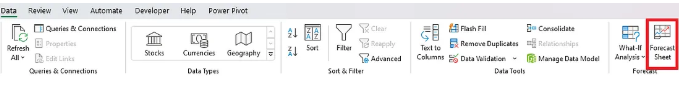 Data Review View Automate Developer Help Power Pivot
Refresh All
Queries & Connections
Properties
Edit Links
Queries & Connections
Stocks
Currencies
Geography
Data Types
A Z
Z A
Z A A Z
Sort
Filter
Clear
Reapply
Advanced
Sort & Filter
Text to
Columns
Flash Fill
Remove Duplicates
Data Validation
Consolidate
Relationships
Manage Data Model
Data Tools
What-If
Analysis
Forecast
Sheet
Forecast